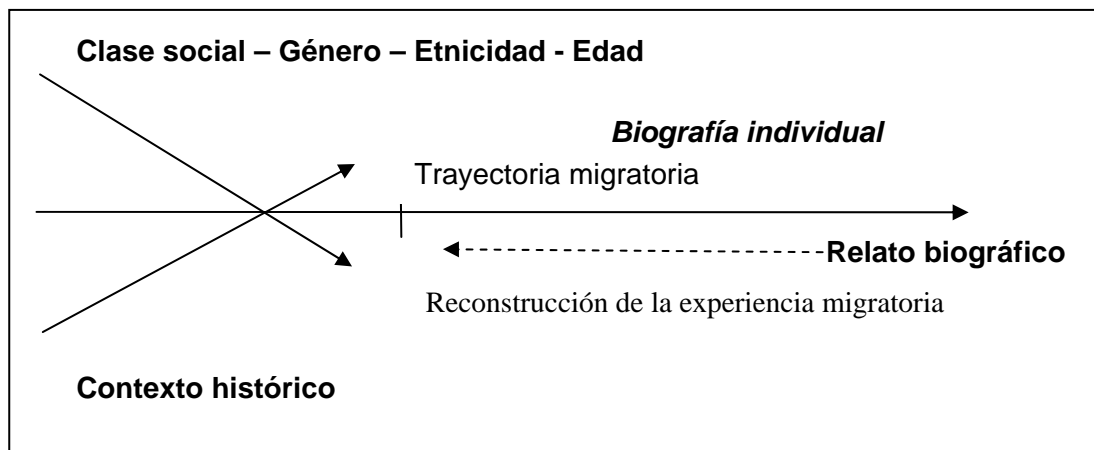 Clase social – Género – Etnicidad - Edad
Biografía individual
Trayectoria migratoria
Relato biográfico
Reconstrucción de la experiencia migratoria
Contexto histórico